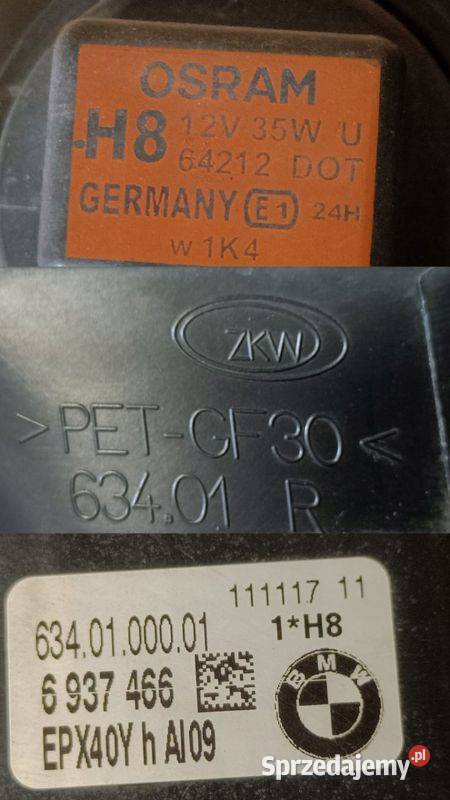 OSRAM
H8 12V 35W U
64212 DOT
GERMANY E1 24H
w 1K4
ZKW
>PET-GF30<
634.01 R
111117 11
634.01.000.01 1*H8
6 937 466
BMW
EPX40Y h AI09
Sprzedajemy.pl